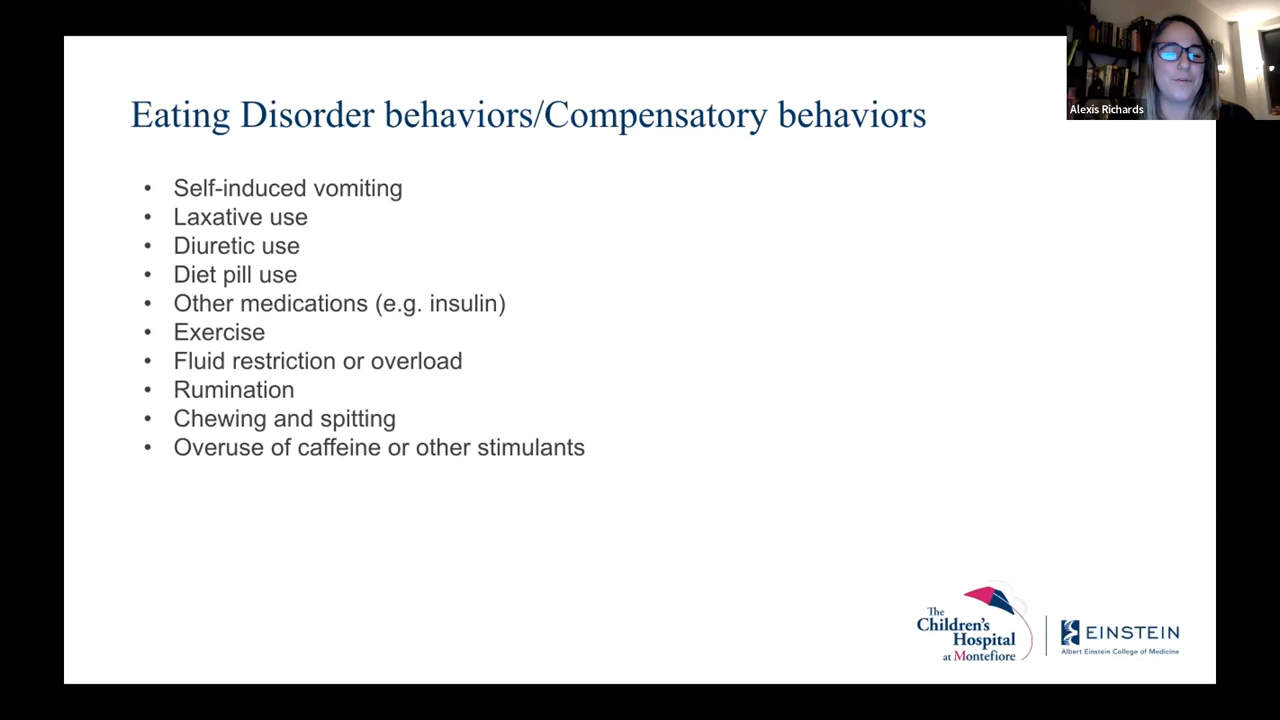 Alexis Richards
Eating Disorder behaviors/Compensatory behaviors
• Self-induced vomiting
• Laxative use
• Diuretic use
• Diet pill use
• Other medications (e.g. insulin)
• Exercise
• Fluid restriction or overload
• Rumination
• Chewing and spitting
• Overuse of caffeine or other stimulants
The
Children's
Hospital
at Montefiore
EINSTEIN
Albert Einstein College of Medicine